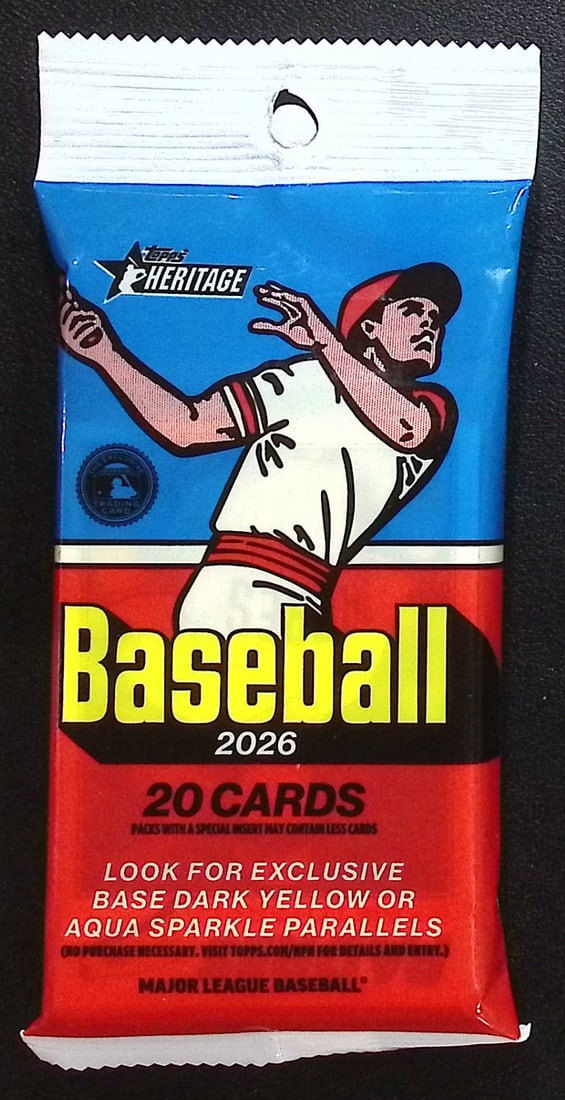 Topps
HERITAGE
TRADING
CARD
Baseball
2026
20 CARDS
PACKS WITH A SPECIAL INSERT MAY CONTAIN LESS CARDS
LOOK FOR EXCLUSIVE
BASE DARK YELLOW OR
AQUA SPARKLE PARALLELS
(NO PURCHASE NECESSARY. VISIT TOPPS.COM/NPN FOR DETAILS AND ENTRY.)
MAJOR LEAGUE BASEBALL®